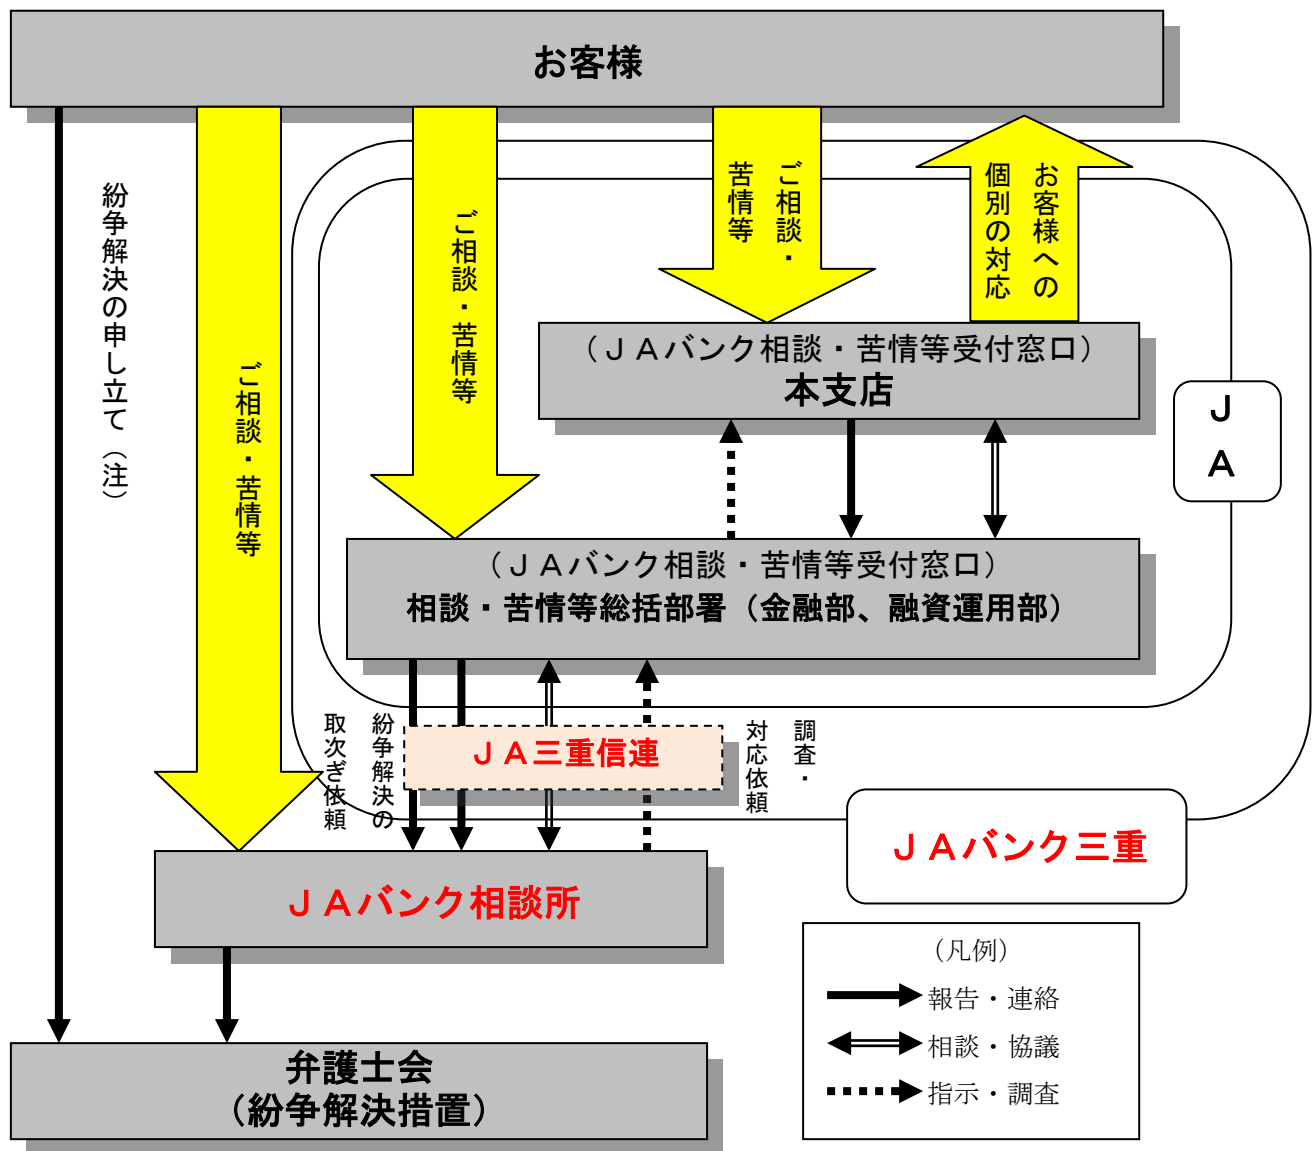 お客様
紛争解決の申し立て（注）
ご相談・苦情等
ご相談・苦情等
ご相談・
苦情等
お客様への
個別の対応
（ＪＡバンク相談・苦情等受付窓口）
本支店
Ｊ
Ａ
（ＪＡバンク相談・苦情等受付窓口）
相談・苦情等総括部署（金融部、融資運用部）
紛争解決の
取次ぎ依頼
ＪＡ三重信連
調査・
対応依頼
ＪＡバンク三重
ＪＡバンク相談所
（凡例）
報告・連絡
相談・協議
指示・調査
弁護士会
（紛争解決措置）